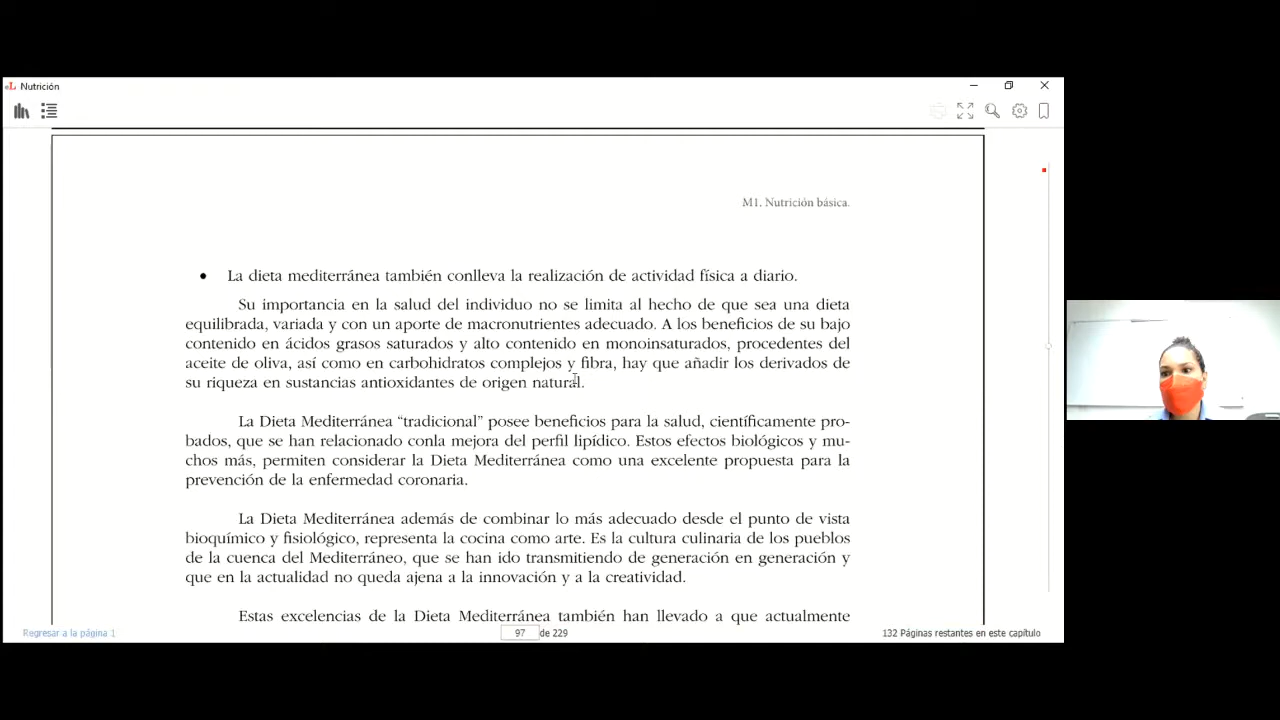 eL Nutrición
M1. Nutrición básica.
• La dieta mediterránea también conlleva la realización de actividad física a diario.
Su importancia en la salud del individuo no se limita al hecho de que sea una dieta
equilibrada, variada y con un aporte de macronutrientes adecuado. A los beneficios de su bajo
contenido en ácidos grasos saturados y alto contenido en monoinsaturados, procedentes del
aceite de oliva, así como en carbohidratos complejos y fibra, hay que añadir los derivados de
su riqueza en sustancias antioxidantes de origen natural.
La Dieta Mediterránea “tradicional” posee beneficios para la salud, científicamente pro-
bados, que se han relacionado conla mejora del perfil lipídico. Estos efectos biológicos y mu-
chos más, permiten considerar la Dieta Mediterránea como una excelente propuesta para la
prevención de la enfermedad coronaria.
La Dieta Mediterránea además de combinar lo más adecuado desde el punto de vista
bioquímico y fisiológico, representa la cocina como arte. Es la cultura culinaria de los pueblos
de la cuenca del Mediterráneo, que se han ido transmitiendo de generación en generación y
que en la actualidad no queda ajena a la innovación y a la creatividad.
Estas excelencias de la Dieta Mediterránea también han llevado a que actualmente
Regresar a la página 1
97 de 229
132 Páginas restantes en este capítulo